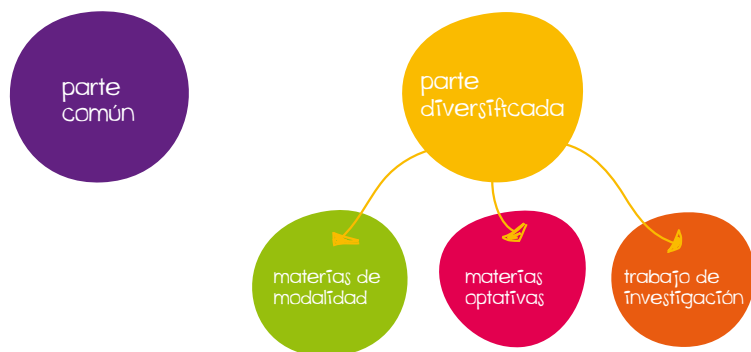 parte
común
parte
diversificada
materias de
modalidad
materias
optativas
trabajo de
investigación